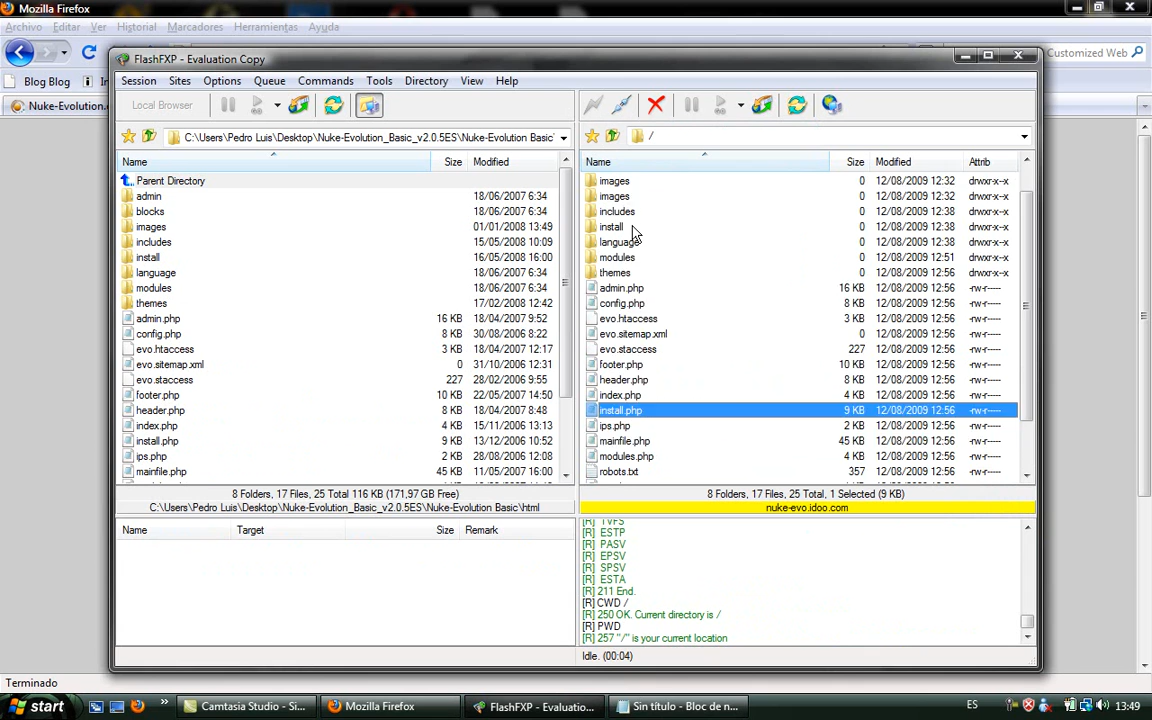 Mozilla Firefox
Archivo Editar Ver Historial Marcadores Herramientas Ayuda
Customized Web
Blog Blog
Nuke-Evolution.
FlashFXP - Evaluation Copy
Session Sites Options Queue Commands Tools Directory View Help
Local Browser
C:\Users\Pedro Luis\Desktop\Nuke-Evolution_Basic_v2.0.5ES\Nuke-Evolution Basic\
/
Name Size Modified
Parent Directory
admin 18/06/2007 6:34
blocks 18/06/2007 6:34
images 01/01/2008 13:49
includes 15/05/2008 10:09
install 15/05/2008 16:00
language 18/06/2007 6:34
modules 18/06/2007 6:34
themes 17/02/2008 12:42
admin.php 16 KB 18/04/2007 9:52
config.php 8 KB 30/08/2006 8:22
evo.htaccess 3 KB 18/04/2007 12:17
evo.sitemap.xml 0 31/10/2006 12:31
evo.staccess 227 28/02/2006 9:55
footer.php 10 KB 22/05/2007 14:50
header.php 8 KB 18/04/2007 8:48
index.php 4 KB 15/11/2006 13:13
install.php 9 KB 13/12/2006 10:52
ips.php 2 KB 28/08/2006 12:08
mainfile.php 45 KB 11/05/2007 16:00
8 Folders, 17 Files, 25 Total 116 KB (171,97 GB Free)
C:\Users\Pedro Luis\Desktop\Nuke-Evolution_Basic_v2.0.5ES\Nuke-Evolution Basic\html
Name Size Modified Attrib
images 0 12/08/2009 12:32 drwxr-x--x
images 0 12/08/2009 12:32 drwxr-x--x
includes 0 12/08/2009 12:38 drwxr-x--x
install 0 12/08/2009 12:38 drwxr-x--x
language 0 12/08/2009 12:38 drwxr-x--x
modules 0 12/08/2009 12:51 drwxr-x--x
themes 0 12/08/2009 12:56 drwxr-x--x
admin.php 16 KB 12/08/2009 12:56 -rw-r-----
config.php 8 KB 12/08/2009 12:56 -rw-r-----
evo.htaccess 3 KB 12/08/2009 12:56 -rw-r-----
evo.sitemap.xml 0 12/08/2009 12:56 -rw-r-----
evo.staccess 227 12/08/2009 12:56 -rw-r-----
footer.php 10 KB 12/08/2009 12:56 -rw-r-----
header.php 8 KB 12/08/2009 12:56 -rw-r-----
index.php 4 KB 12/08/2009 12:56 -rw-r-----
install.php 9 KB 12/08/2009 12:56 -rw-r-----
ips.php 2 KB 12/08/2009 12:56 -rw-r-----
mainfile.php 45 KB 12/08/2009 12:56 -rw-r-----
modules.php 4 KB 12/08/2009 12:56 -rw-r-----
robots.txt 357 12/08/2009 12:56 -rw-r-----
8 Folders, 17 Files, 25 Total, 1 Selected (9 KB)
nuke-evo.idoo.com
Name Target Size Remark
[R] TVFS
[R] ESTP
[R] PASV
[R] EPSV
[R] SPSV
[R] ESTA
[R] 211 End.
[R] CWD /
[R] 250 OK. Current directory is /
[R] PWD
[R] 257 "/" is your current location
Idle. (00:04)
Terminado
start
Camtasia Studio - Si...
Mozilla Firefox
FlashFXP - Evaluatio...
Sin título - Bloc de n...
ES
13:49